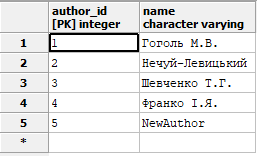 author_id name
[PK] integer character varying
1 1 Гоголь М.В.
2 2 Нечуй-Левицький
3 3 Шевченко Т.Г.
4 4 Франко І.Я.
5 5 NewAuthor
*